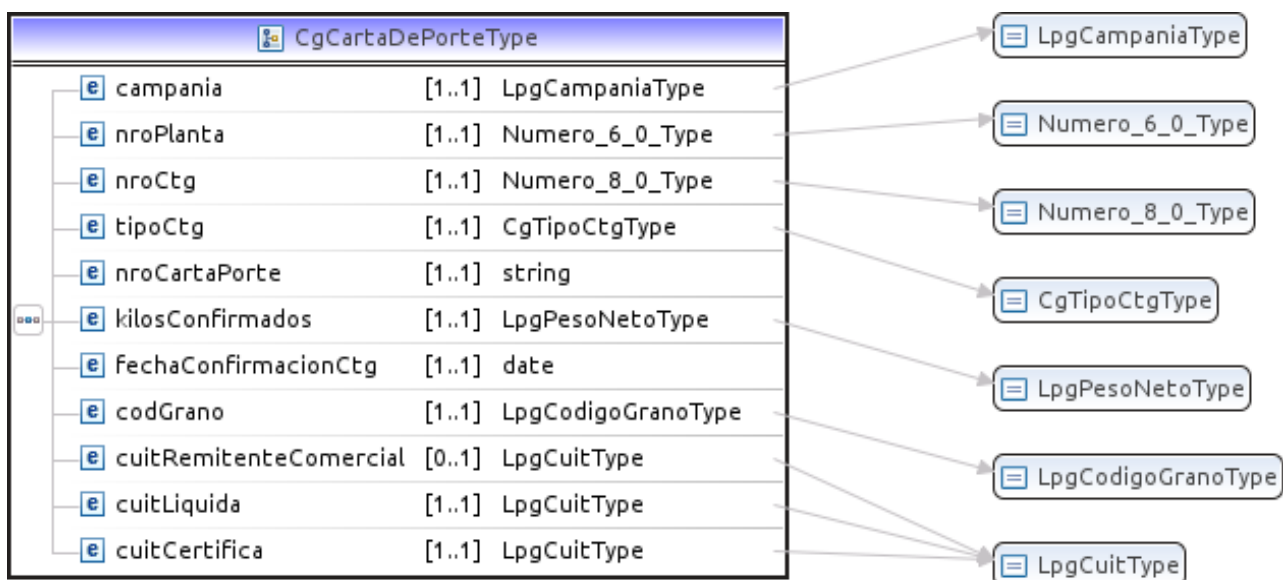 CgCartaDePorteType
e campania [1..1] LpgCampaniaType
e nroPlanta [1..1] Numero_6_0_Type
e nroCtg [1..1] Numero_8_0_Type
e tipoCtg [1..1] CgTipoCtgType
e nroCartaPorte [1..1] string
e kilosConfirmados [1..1] LpgPesoNetoType
e fechaConfirmacionCtg [1..1] date
e codGrano [1..1] LpgCodigoGranoType
e cuitRemitenteComercial [0..1] LpgCuitType
e cuitLiquida [1..1] LpgCuitType
e cuitCertifica [1..1] LpgCuitType
LpgCampaniaType
Numero_6_0_Type
Numero_8_0_Type
CgTipoCtgType
LpgPesoNetoType
LpgCodigoGranoType
LpgCuitType